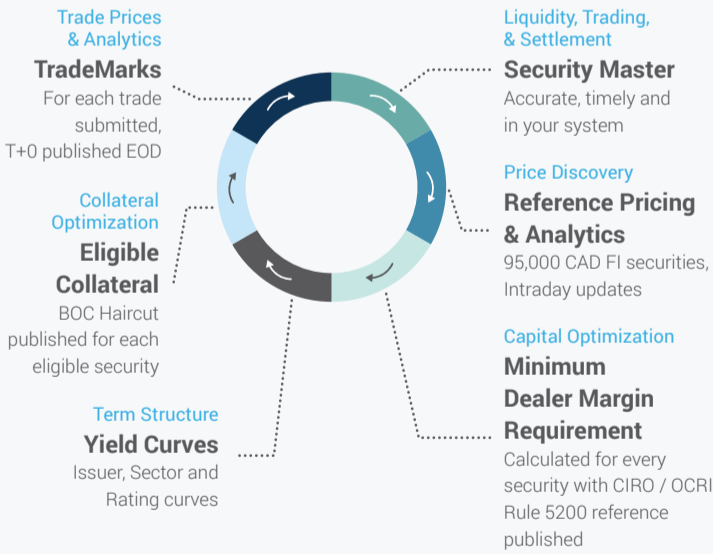 Trade Prices
& Analytics
TradeMarks
For each trade
submitted,
T+0 published EOD
Collateral
Optimization
Eligible
Collateral
BOC Haircut
published for each
eligible security
Term Structure
Yield Curves
Issuer, Sector and
Rating curves
Liquidity, Trading,
& Settlement
Security Master
Accurate, timely and
in your system
Price Discovery
Reference Pricing
& Analytics
95,000 CAD FI securities,
Intraday updates
Capital Optimization
Minimum
Dealer Margin
Requirement
Calculated for every
security with CIRO / OCRI
Rule 5200 reference
published